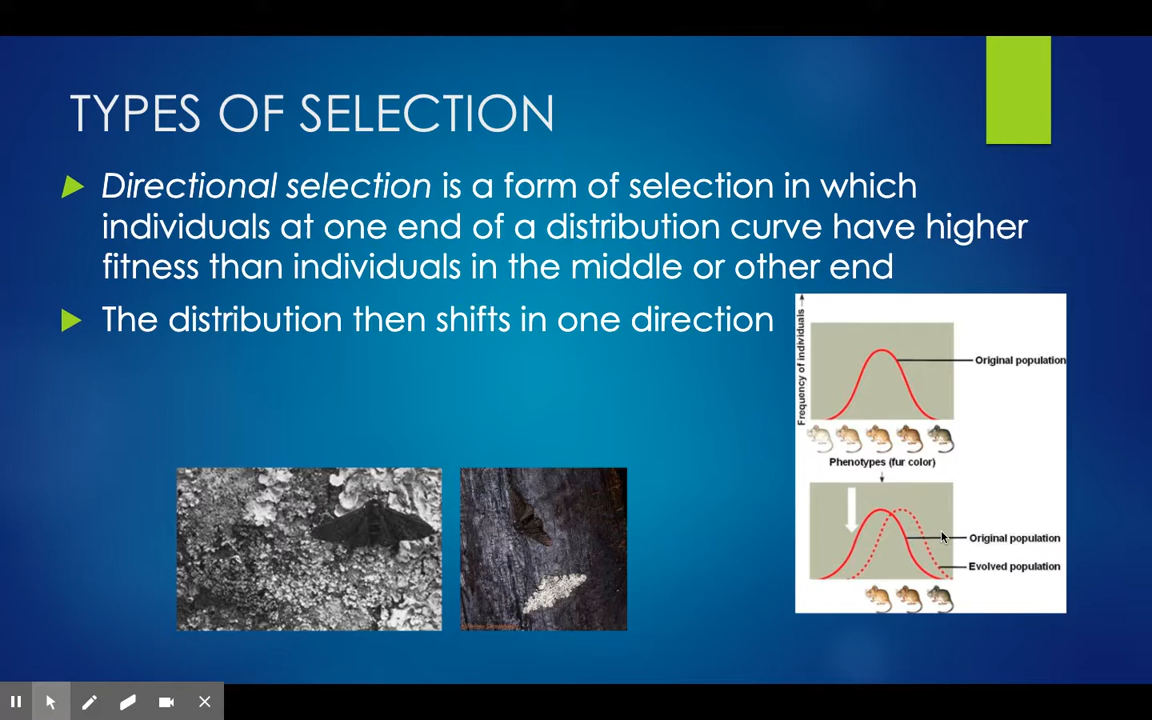 TYPES OF SELECTION
Directional selection is a form of selection in which
individuals at one end of a distribution curve have higher
fitness than individuals in the middle or other end
The distribution then shifts in one direction
Frequency of individuals
Original population
Phenotypes (fur color)
Original population
Evolved population